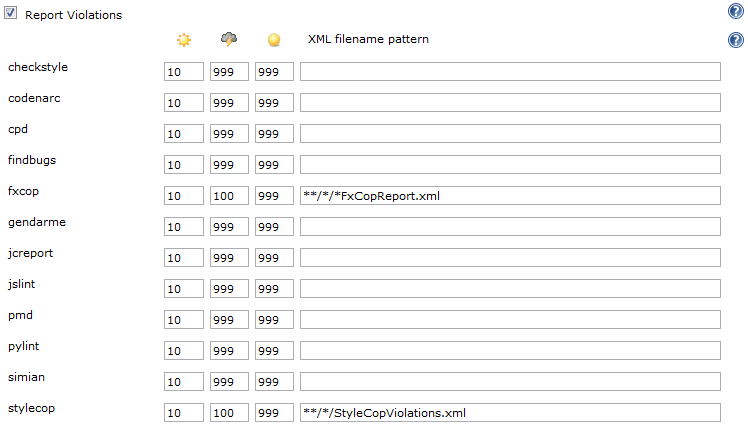 Report Violations
XML filename pattern
checkstyle 10 999 999
codenarc 10 999 999
cpd 10 999 999
findbugs 10 999 999
fxcop 10 100 999 **/*/*FxCopReport.xml
gendarme 10 999 999
jcreport 10 999 999
jslint 10 999 999
pmd 10 999 999
pylint 10 999 999
simian 10 999 999
stylecop 10 100 999 **/*/StyleCopViolations.xml